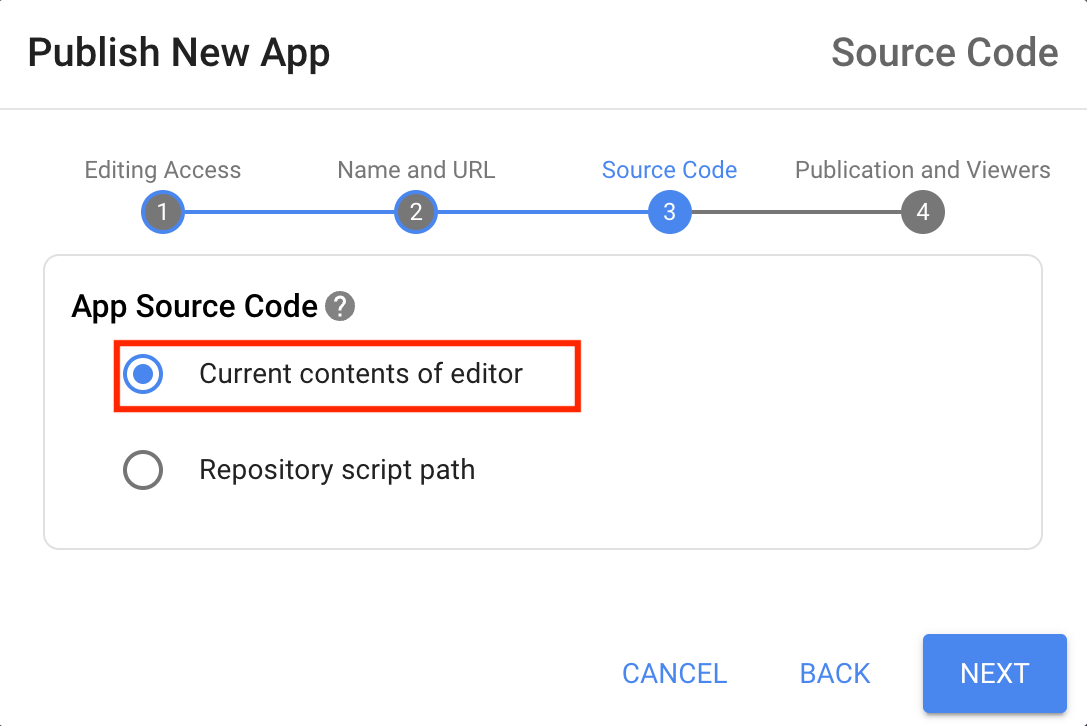 Publish New App
Source Code
Editing Access
Name and URL
Source Code
Publication and Viewers
1
2
3
4
App Source Code ?
Current contents of editor
Repository script path
CANCEL
BACK
NEXT